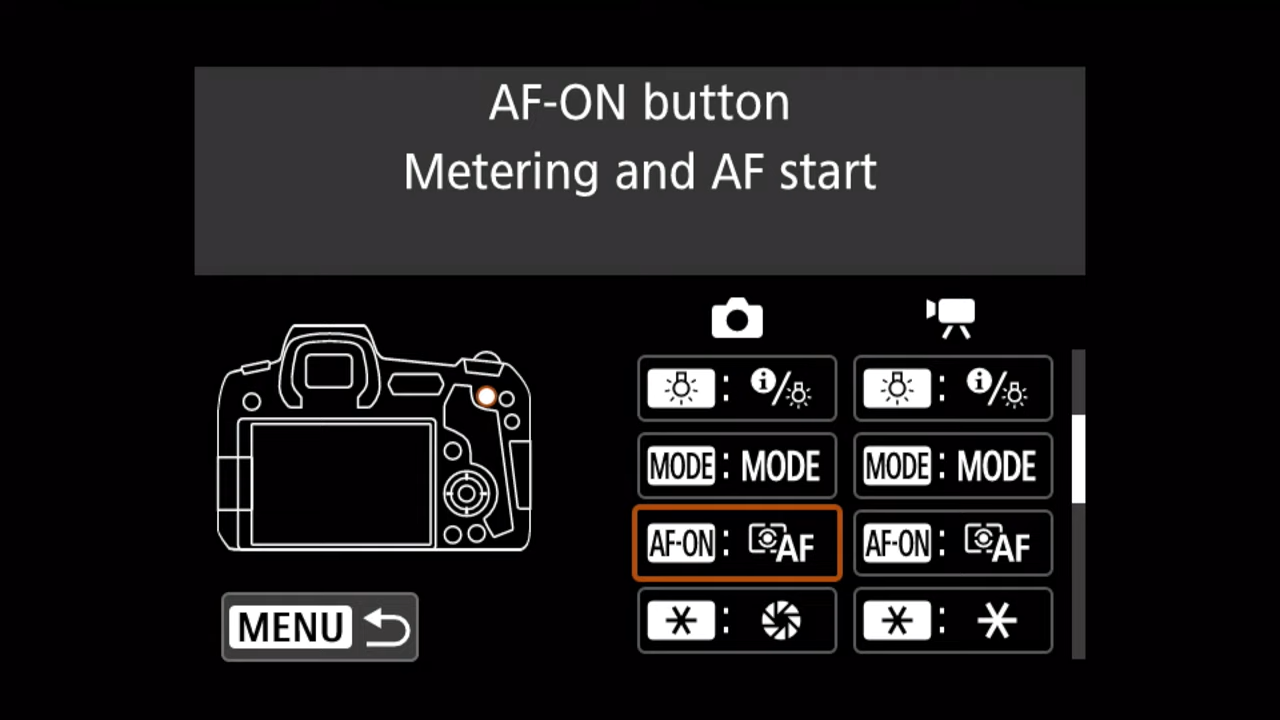 AF-ON button
Metering and AF start
MODE : MODE MODE : MODE
AF-ON : AF AF-ON : AF
MENU